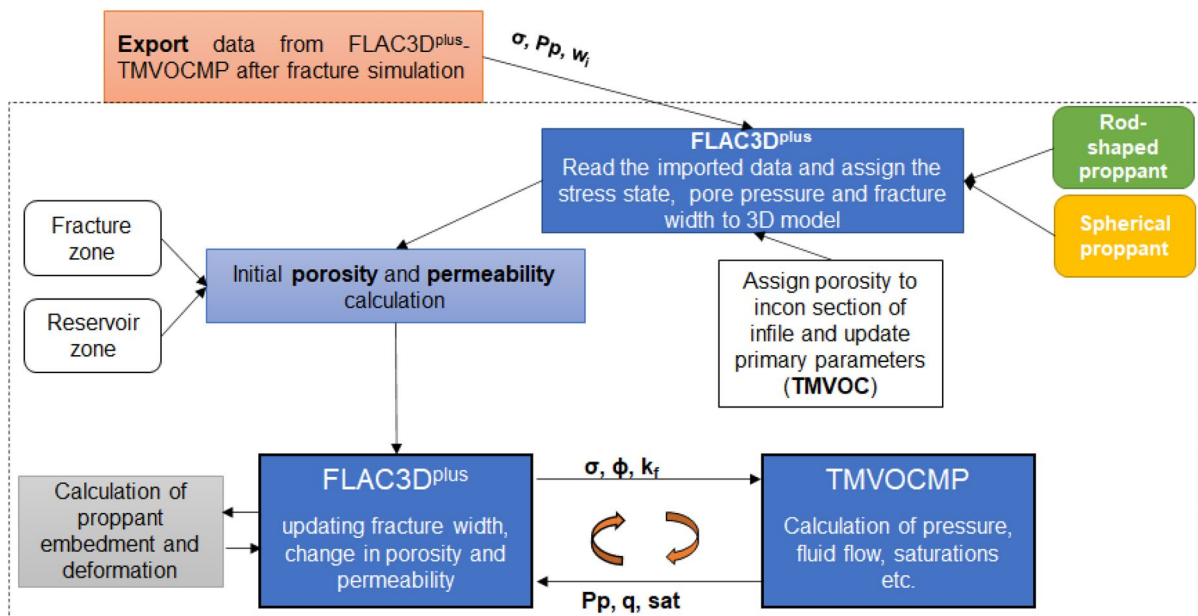 Export data from FLAC3Dplus-
TMVOCMP after fracture simulation
σ, Pp, wi
FLAC3Dplus
Read the imported data and assign the
stress state, pore pressure and fracture
width to 3D model
Rod-
shaped
proppant
Spherical
proppant
Fracture
zone
Reservoir
zone
Initial porosity and permeability
calculation
Assign porosity to
incon section of
infile and update
primary parameters
(TMVOC)
Calculation of
proppant
embedment and
deformation
FLAC3Dplus
updating fracture width,
change in porosity and
permeability
σ, ϕ, kf
Pp, q, sat
TMVOCMP
Calculation of pressure,
fluid flow, saturations
etc.